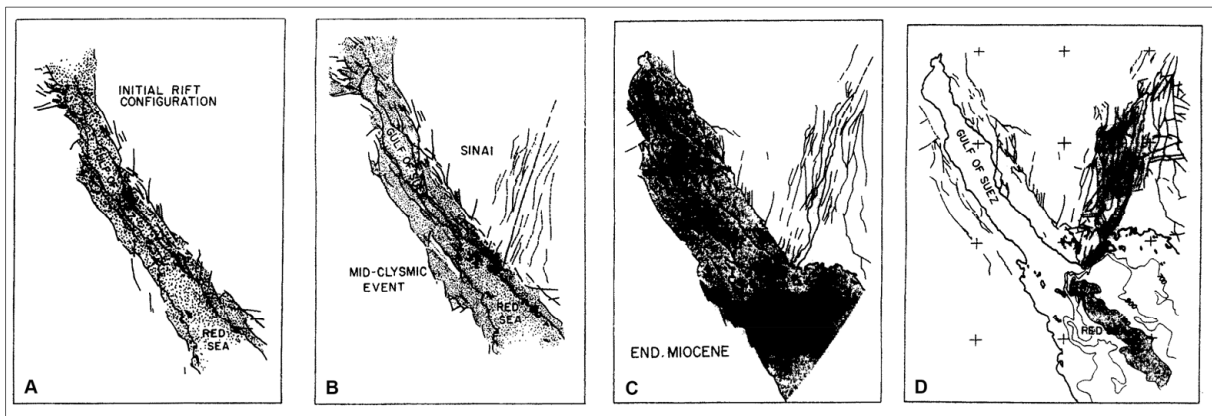 INITIAL RIFT
CONFIGURATION
RED
SEA
A
GULF OF
SINAI
MID-CLYSMIC
EVENT
RED
SEA
B
END. MIOCENE
C
GULF OF SUEZ
RED
D